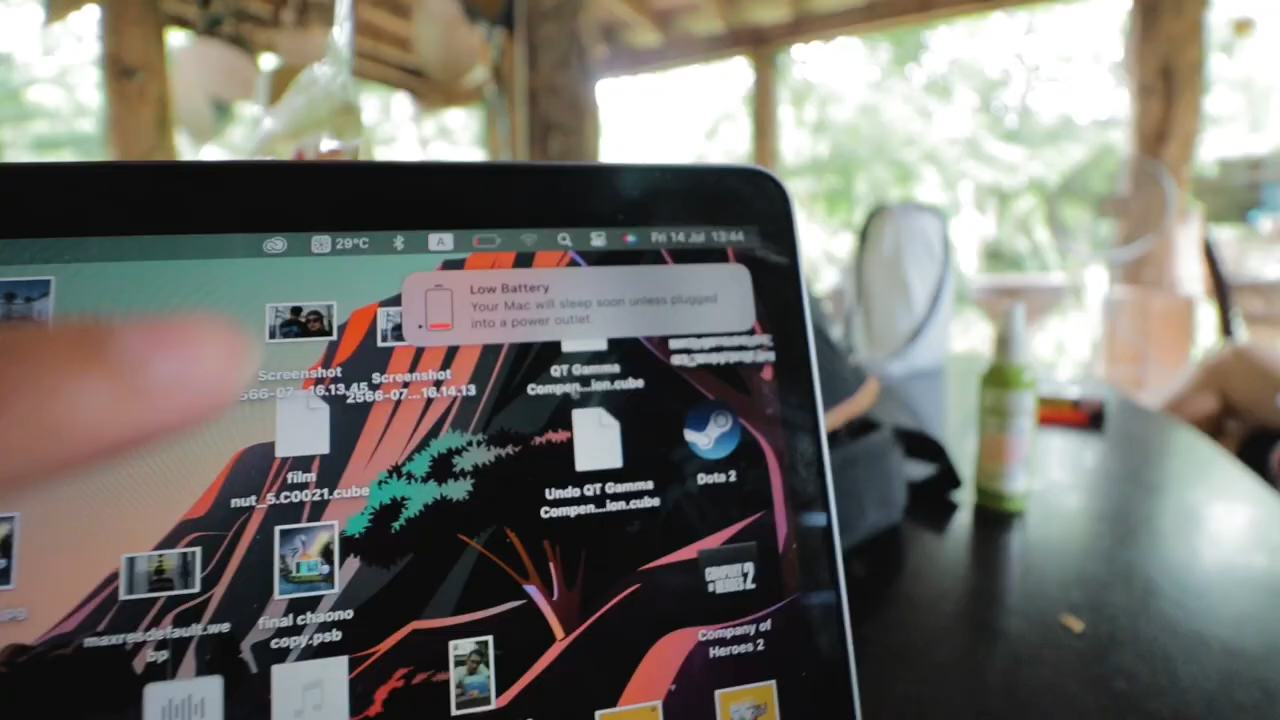 29°C
A
Fri 14 Jul 13:44
Low Battery
Your Mac will sleep soon unless plugged
into a power outlet.
Screenshot
2566-07...16.13.45
Screenshot
2566-07...16.14.13
QT Gamma
Compen...ion.cube
film
nut_5.C0021.cube
Undo QT Gamma
Compen...ion.cube
Dota 2
maxresdefault.we
bp
final chaono
copy.psb
COMPANY
HEROES 2
Company of
Heroes 2